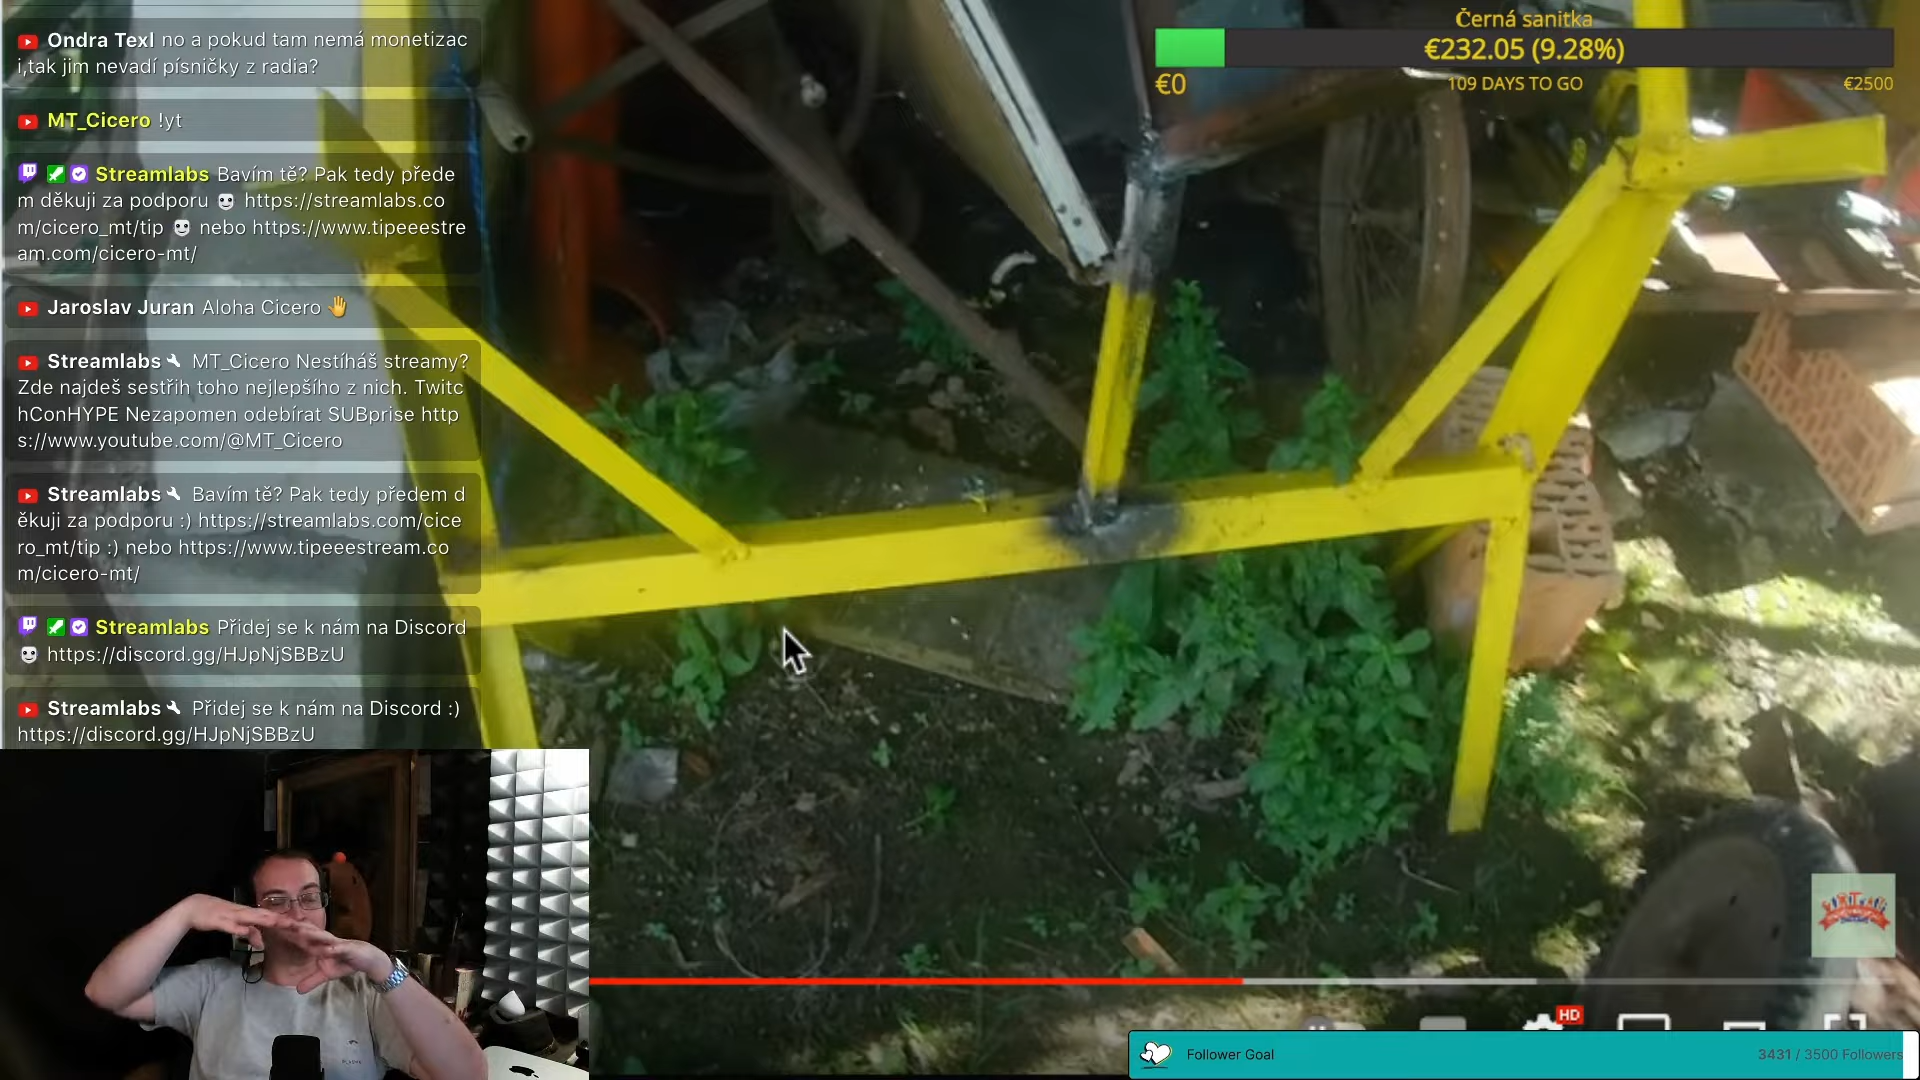 Ondra Texl no a pokud tam nemá monetizac
i,tak jim nevadí písničky z radia?
MT_Cicero !yt
Streamlabs Bavím tě? Pak tedy přede
m děkuji za podporu https://streamlabs.co
m/cicero_mt/tip nebo https://www.tipeeestre
am.com/cicero-mt/
Jaroslav Juran Aloha Cicero 🤚
Streamlabs MT_Cicero Nestíháš streamy?
Zde najdeš sestřih toho nejlepšího z nich. Twitc
hConHYPE Nezapomen odebírat SUBprise http
s://www.youtube.com/@MT_Cicero
Streamlabs Bavím tě? Pak tedy předem d
ěkuji za podporu :) https://streamlabs.com/cice
ro_mt/tip :) nebo https://www.tipeeestream.co
m/cicero-mt/
Streamlabs Přidej se k nám na Discord
https://discord.gg/HJpNjSBBzU
Streamlabs Přidej se k nám na Discord :)
https://discord.gg/HJpNjSBBzU
Černá sanitka
€232.05 (9.28%)
€0
109 DAYS TO GO
€2500
HD
Follower Goal
3431 / 3500 Followers